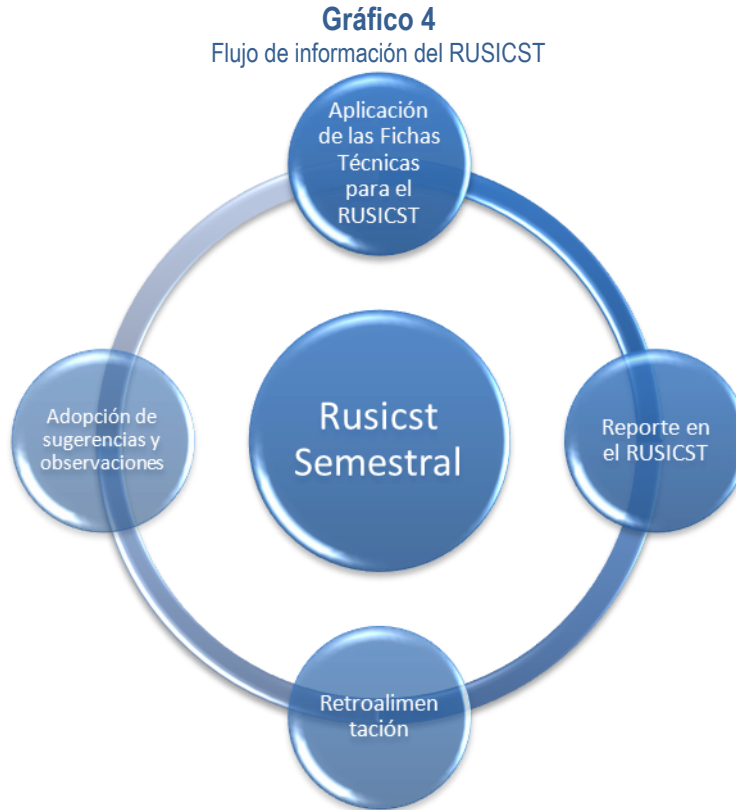 Gráfico 4
Flujo de información del RUSICST
Aplicación
de las Fichas
Técnicas
para el
RUSICST
Rusicst
Semestral
Reporte en
el RUSICST
Retroalimen
tación
Adopción de
sugerencias y
observaciones